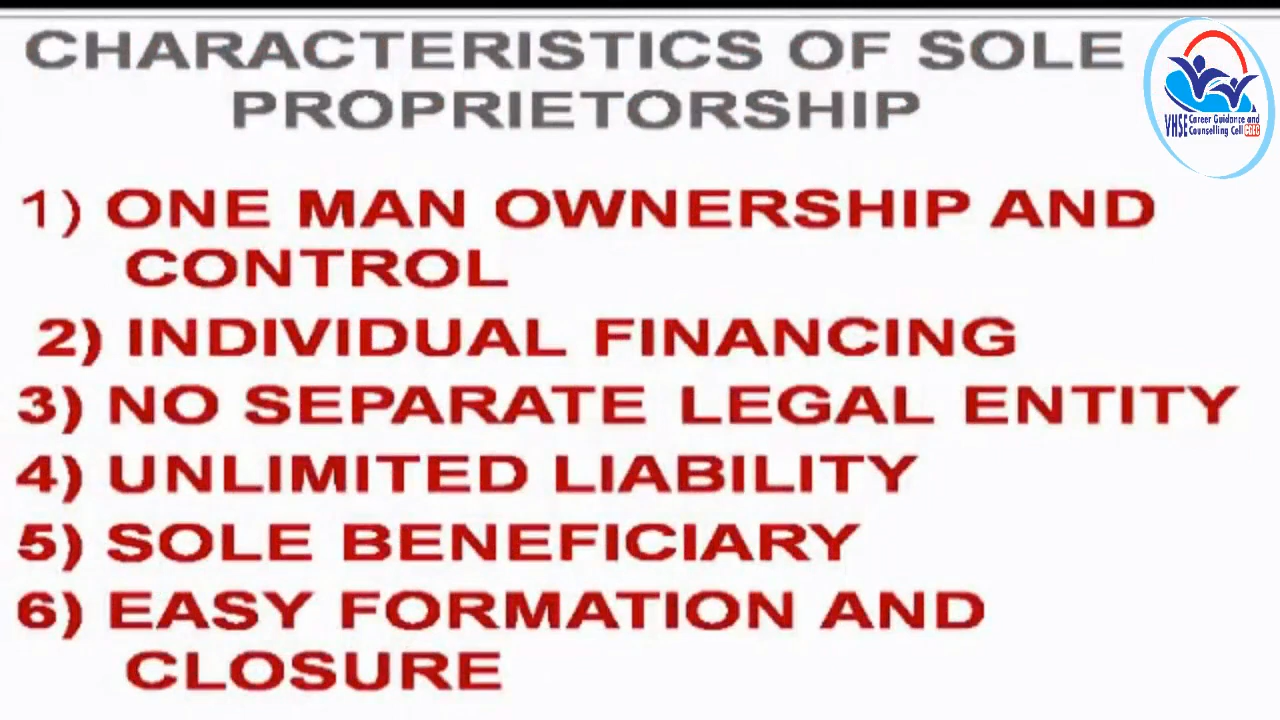 CHARACTERISTICS OF SOLE
PROPRIETORSHIP
1) ONE MAN OWNERSHIP AND
CONTROL
2) INDIVIDUAL FINANCING
3) NO SEPARATE LEGAL ENTITY
4) UNLIMITED LIABILITY
5) SOLE BENEFICIARY
6) EASY FORMATION AND
CLOSURE
VHSE Career Guidance and
Counselling Cell CGCC